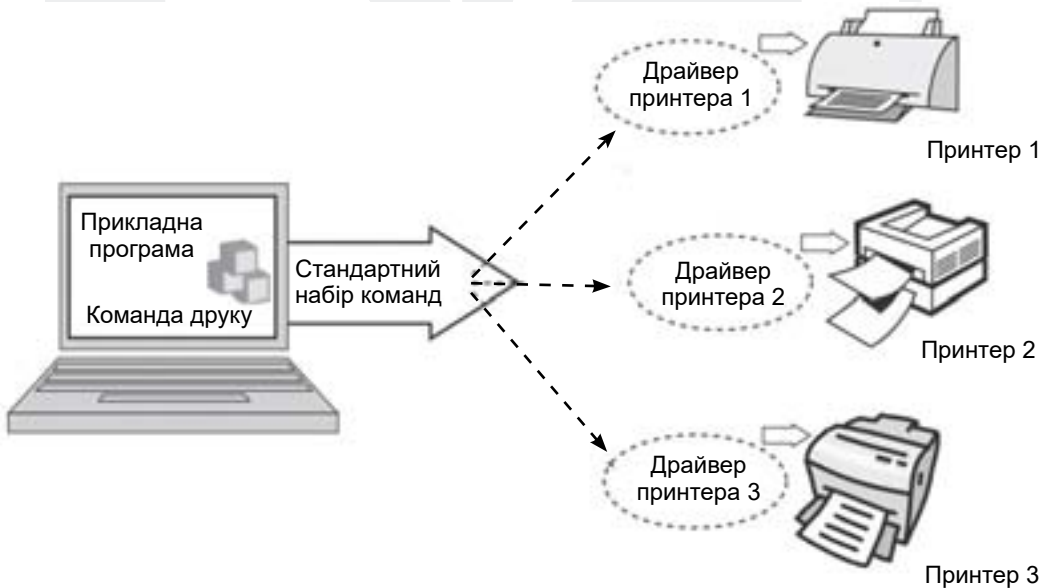 Драйвер
принтера 1
Принтер 1
Прикладна
програма
Команда друку
Стандартний
набір команд
Драйвер
принтера 2
Принтер 2
Драйвер
принтера 3
Принтер 3